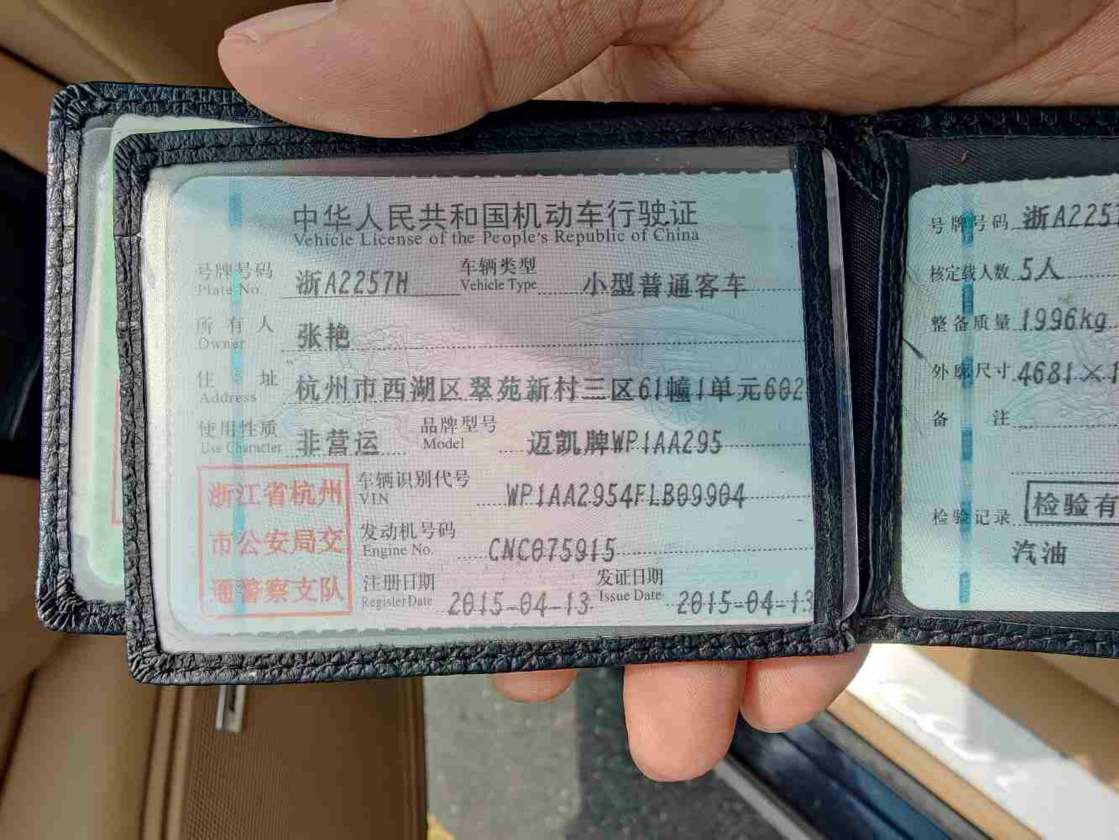 中华人民共和国机动车行驶证
Vehicle License of the People's Republic of China
号牌号码 浙A2257H 车辆类型 小型普通客车
Plate No. Vehicle Type
所有人 张艳
Owner
住址 杭州市西湖区翠苑新村三区61幢1单元602
Address
使用性质 非营运 品牌型号 迈凯牌WP1AA295
Use Character Model
浙江省杭州
市公安局交
通警察支队
车辆识别代号 WP1AA2954FLB09904
VIN
发动机号码 CNC075915
Engine No.
注册日期 2015-04-13 发证日期 2015-04-13
Register Date Issue Date
号牌号码 浙A225
核定载人数 5人
整备质量 1996kg
外廓尺寸 4681×1
备注
检验记录 检验有
汽油